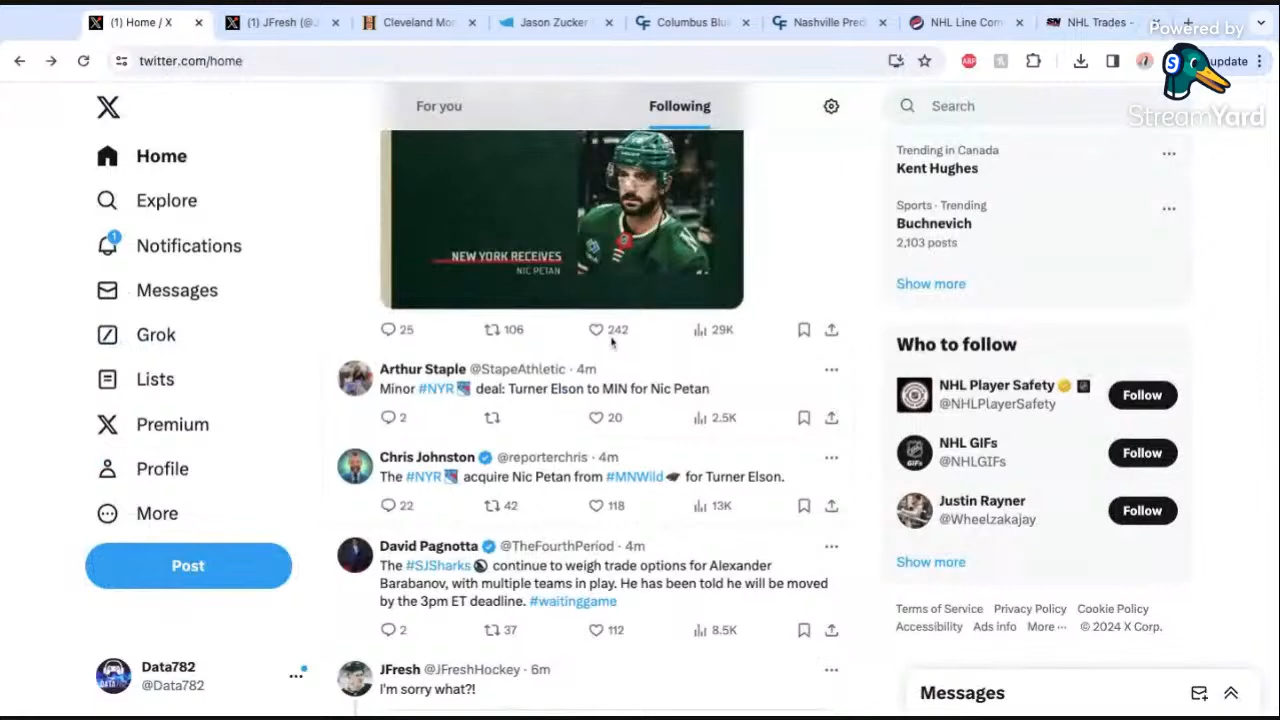 (1) Home / X
(1) JFresh (@J
Cleveland Mo
Jason Zucker
Columbus Blu
Nashville Pred
NHL Line Com
NHL Trades -
Powered by
twitter.com/home
update
StreamYard
For you
Following
Search
Home
Explore
1
Notifications
Messages
Grok
Lists
Premium
Profile
More
Post
Data782
@Data782
NEW YORK RECEIVES
NIC PETAN
25
106
242
29K
Arthur Staple @StapeAthletic · 4m
Minor #NYR deal: Turner Elson to MIN for Nic Petan
2
20
2.5K
Chris Johnston @reporterchris · 4m
The #NYR acquire Nic Petan from #MNWild for Turner Elson.
22
42
118
13K
David Pagnotta @TheFourthPeriod · 4m
The #SJSharks continue to weigh trade options for Alexander
Barabanov, with multiple teams in play. He has been told he will be moved
by the 3pm ET deadline. #waitinggame
2
37
112
8.5K
JFresh @JFreshHockey · 6m
I'm sorry what?!
Trending in Canada
Kent Hughes
Sports · Trending
Buchnevich
2,103 posts
Show more
Who to follow
NHL Player Safety
@NHLPlayerSafety
Follow
NHL GIFs
@NHLGIFs
Follow
Justin Rayner
@Wheelzakajay
Follow
Show more
Terms of Service Privacy Policy Cookie Policy
Accessibility Ads info More ··· © 2024 X Corp.
Messages